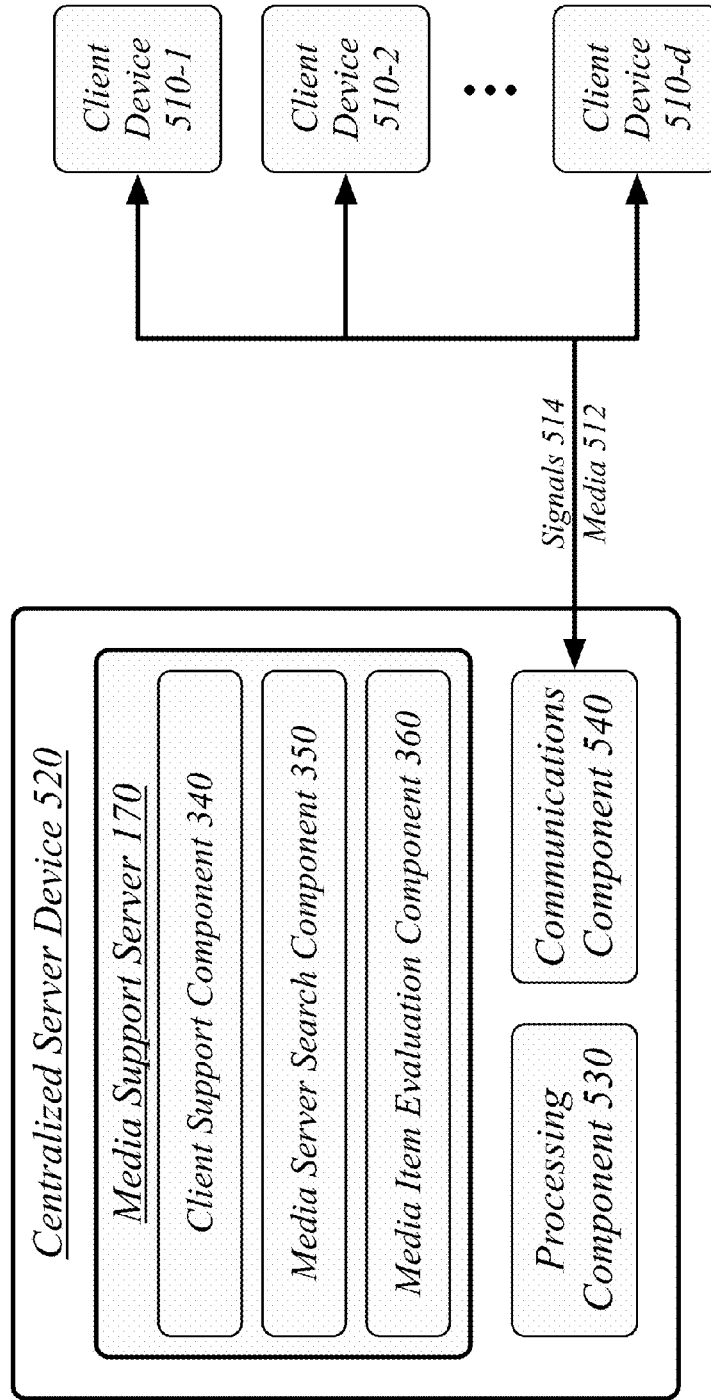 Centralized Server Device 520
Media Support Server 170
Client Support Component 340
Media Server Search Component 350
Media Item Evaluation Component 360
Processing
Component 530
Communications
Component 540
Signals 514
Media 512
Client
Device
510-1
Client
Device
510-2
Client
Device
510-d